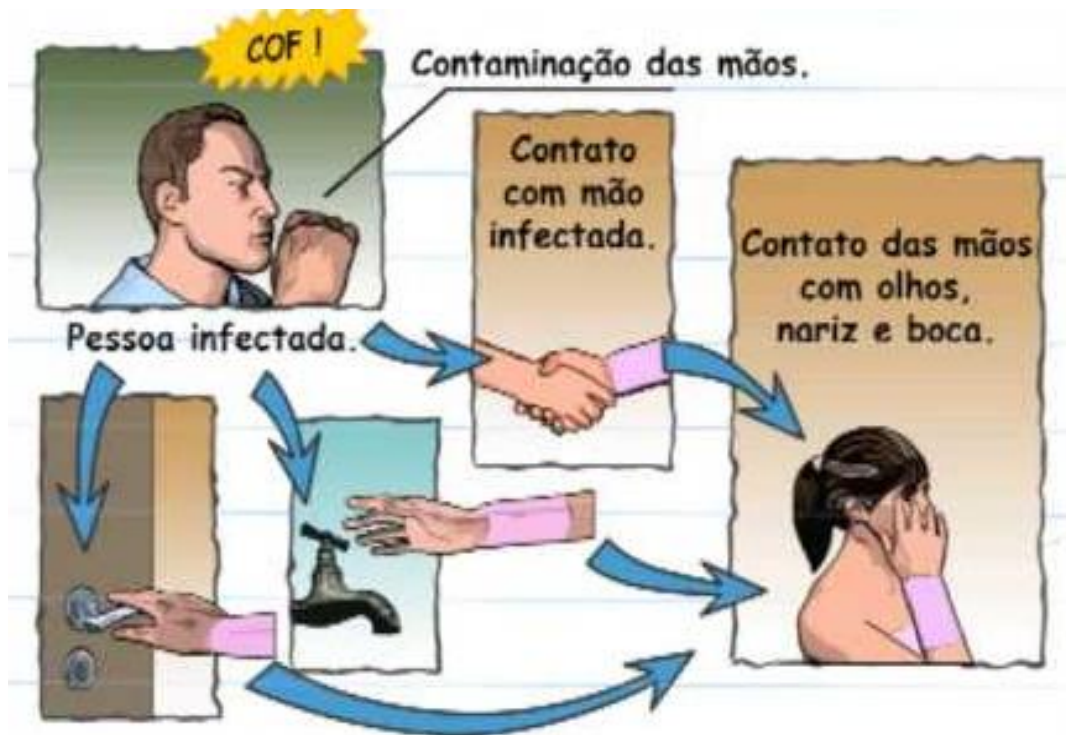 COF !
Contaminação das mãos.
Contato
com mão
infectada.
Contato das mãos
com olhos,
nariz e boca.
Pessoa infectada.